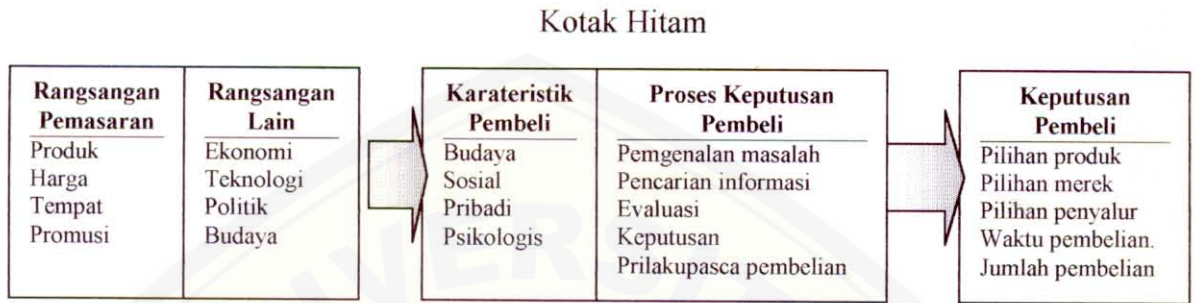 Kotak Hitam
Rangsangan
Pemasaran
Produk
Harga
Tempat
Promusi
Rangsangan
Lain
Ekonomi
Teknologi
Politik
Budaya
Karateristik
Pembeli
Budaya
Sosial
Pribadi
Psikologis
Proses Keputusan
Pembeli
Pemgenalan masalah
Pencarian informasi
Evaluasi
Keputusan
Prilakupasca pembelian
Keputusan
Pembeli
Pilihan produk
Pilihan merek
Pilihan penyalur
Waktu pembelian.
Jumlah pembelian